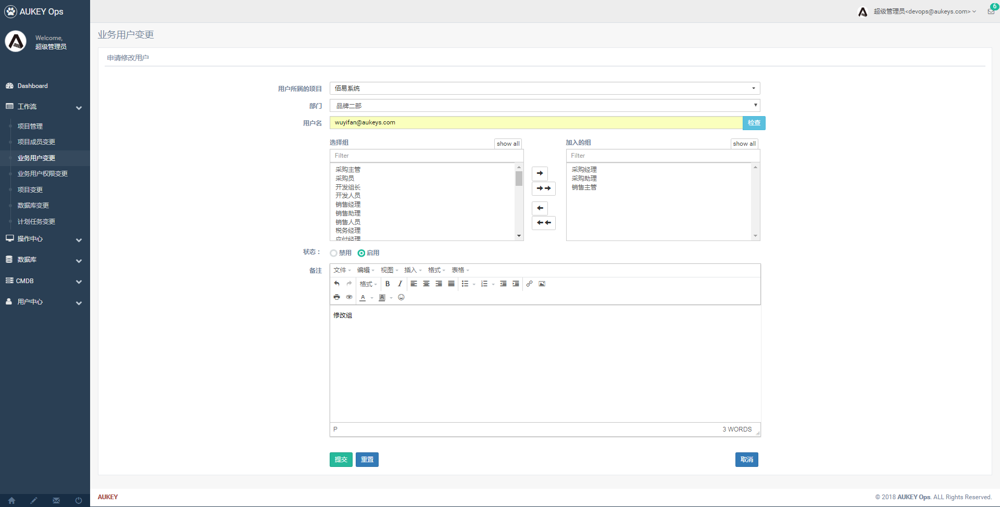 AUKEY Ops
超级管理员<devops@aukeys.com>
6
Welcome,
超级管理员
Dashboard
工作流
项目管理
项目成员变更
业务用户变更
业务用户权限变更
项目变更
数据库变更
计划任务变更
操作中心
数据库
CMDB
用户中心
业务用户变更
申请修改用户
用户所属的项目 佰易系统
部门 品牌二部
用户名 wuyifan@aukeys.com 检查
选择组 show all
Filter
采购主管
采购员
开发组长
开发人员
销售经理
销售助理
销售人员
税务经理
应付经理
加入的组 show all
Filter
采购经理
采购助理
销售主管
状态： 禁用 启用
备注
文件 编辑 视图 插入 格式 表格
格式 B I
A A
修改组
P 3 WORDS
提交 重置 取消
AUKEY
© 2018 AUKEY Ops. ALL Rights Reserved.